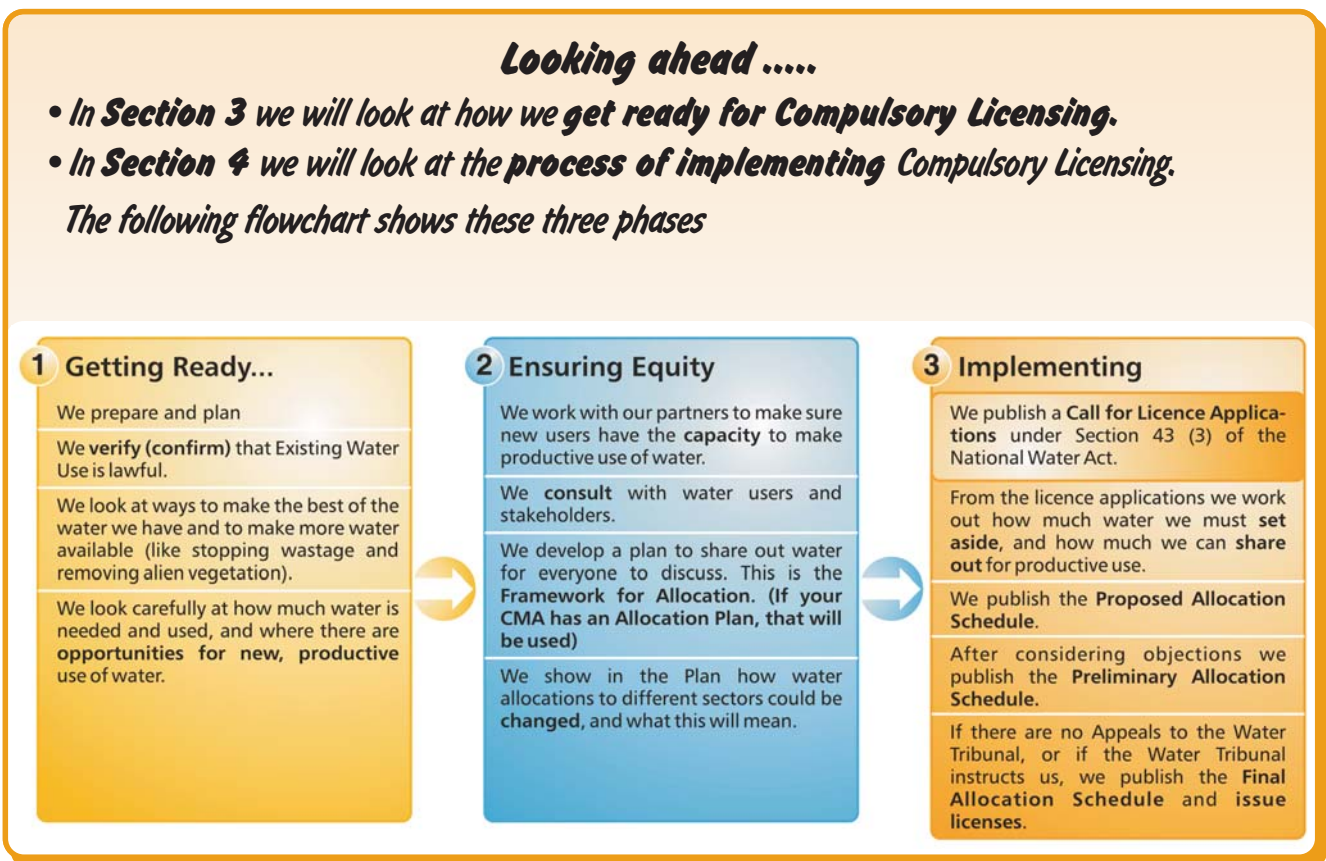 Looking ahead .....
• In Section 3 we will look at how we get ready for Compulsory Licensing.
• In Section 4 we will look at the process of implementing Compulsory Licensing.
The following flowchart shows these three phases
1 Getting Ready...
We prepare and plan
We verify (confirm) that Existing Water
Use is lawful.
We look at ways to make the best of the
water we have and to make more water
available (like stopping wastage and
removing alien vegetation).
We look carefully at how much water is
needed and used, and where there are
opportunities for new, productive
use of water.
2 Ensuring Equity
We work with our partners to make sure
new users have the capacity to make
productive use of water.
We consult with water users and
stakeholders.
We develop a plan to share out water
for everyone to discuss. This is the
Framework for Allocation. (If your
CMA has an Allocation Plan, that will
be used)
We show in the Plan how water
allocations to different sectors could be
changed, and what this will mean.
3 Implementing
We publish a Call for Licence Applica-
tions under Section 43 (3) of the
National Water Act.
From the licence applications we work
out how much water we must set
aside, and how much we can share
out for productive use.
We publish the Proposed Allocation
Schedule.
After considering objections we
publish the Preliminary Allocation
Schedule.
If there are no Appeals to the Water
Tribunal, or if the Water Tribunal
instructs us, we publish the Final
Allocation Schedule and issue
licenses.